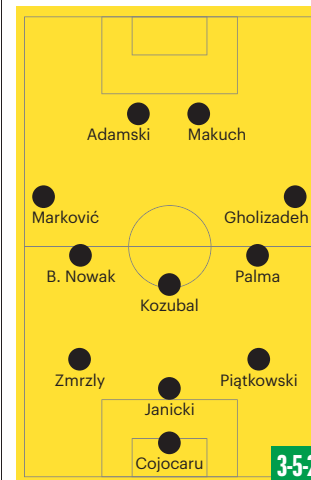 Adamski Makuch
Marković Gholizadeh
B. Nowak Palma
Kozubal
Zmrzly Piątkowski
Janicki
Cojocaru
3-5-2